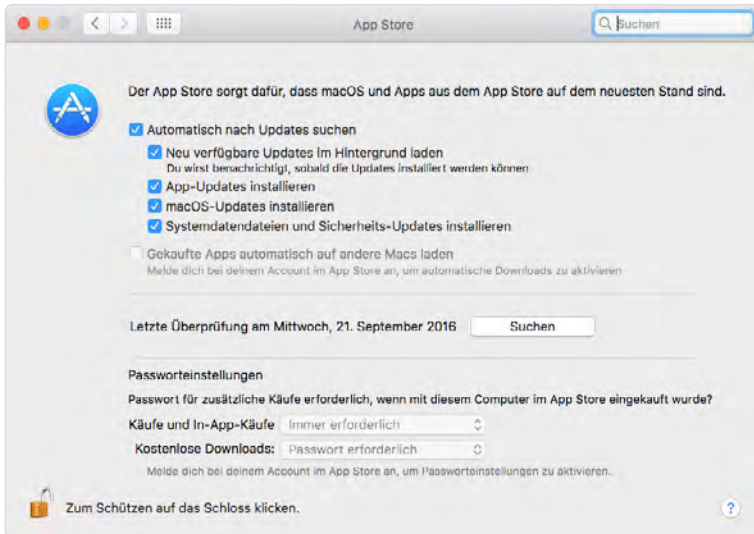 App Store
Suchen
Der App Store sorgt dafür, dass macOS und Apps aus dem App Store auf dem neuesten Stand sind.
Automatisch nach Updates suchen
Neu verfügbare Updates im Hintergrund laden
Du wirst benachrichtigt, sobald die Updates installiert werden können
App-Updates installieren
macOS-Updates installieren
Systemdatendateien und Sicherheits-Updates installieren
Gekaufte Apps automatisch auf andere Macs laden
Melde dich bei deinem Account im App Store an, um automatische Downloads zu aktivieren
Letzte Überprüfung am Mittwoch, 21. September 2016 Suchen
Passworteinstellungen
Passwort für zusätzliche Käufe erforderlich, wenn mit diesem Computer im App Store eingekauft wurde?
Käufe und In-App-Käufe Immer erforderlich
Kostenlose Downloads: Passwort erforderlich
Melde dich bei deinem Account im App Store an, um Passworteinstellungen zu aktivieren.
Zum Schützen auf das Schloss klicken. ?